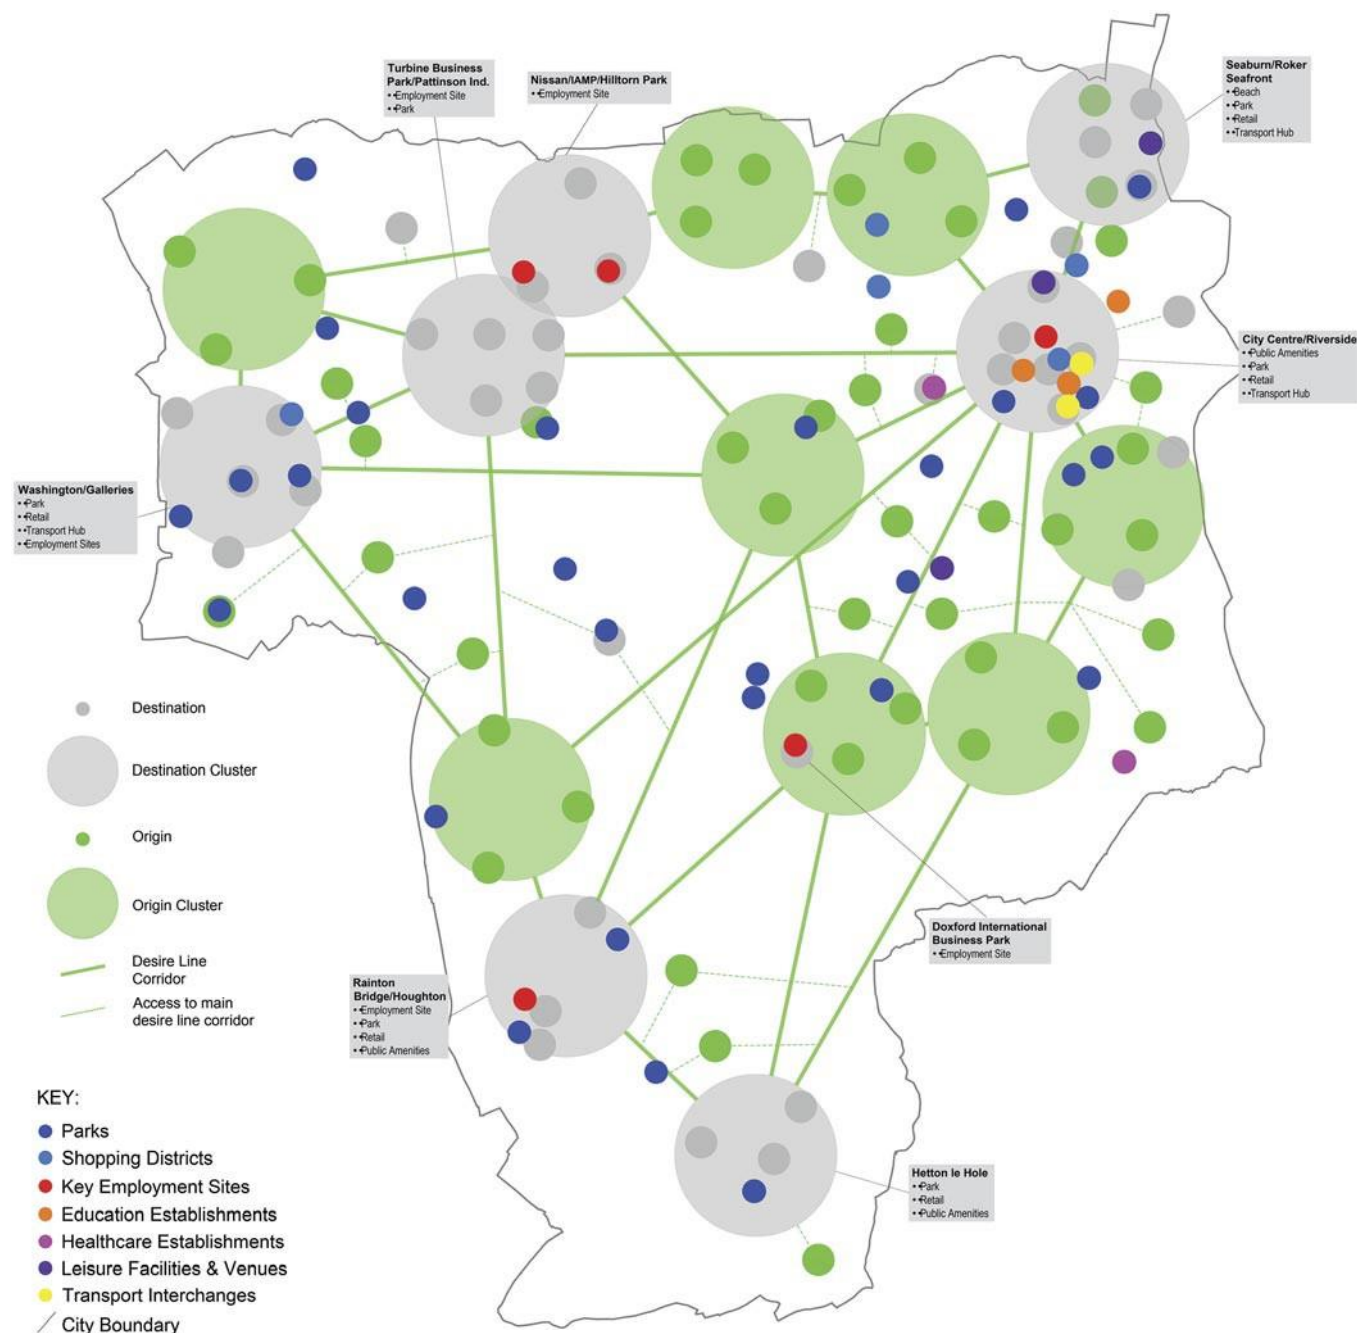 Turbine Business
Park/Pattinson Ind.
• •Employment Site
• •Park
Nissan/IAMP/Hilltorn Park
• •Employment Site
Seaburn/Roker
Seafront
• •Beach
• •Park
• •Retail
• •Transport Hub
City Centre/Riverside
• •Public Amenities
• •Park
• •Retail
• •Transport Hub
Washington/Galleries
• •Park
• •Retail
• •Transport Hub
• •Employment Sites
Destination
Destination Cluster
Origin
Origin Cluster
Desire Line
Corridor
Access to main
desire line corridor
Doxford International
Business Park
• •Employment Site
Rainton
Bridge/Houghton
• •Employment Site
• •Park
• •Retail
• •Public Amenities
Hetton le Hole
• •Park
• •Retail
• •Public Amenities
KEY:
Parks
Shopping Districts
Key Employment Sites
Education Establishments
Healthcare Establishments
Leisure Facilities & Venues
Transport Interchanges
City Boundary